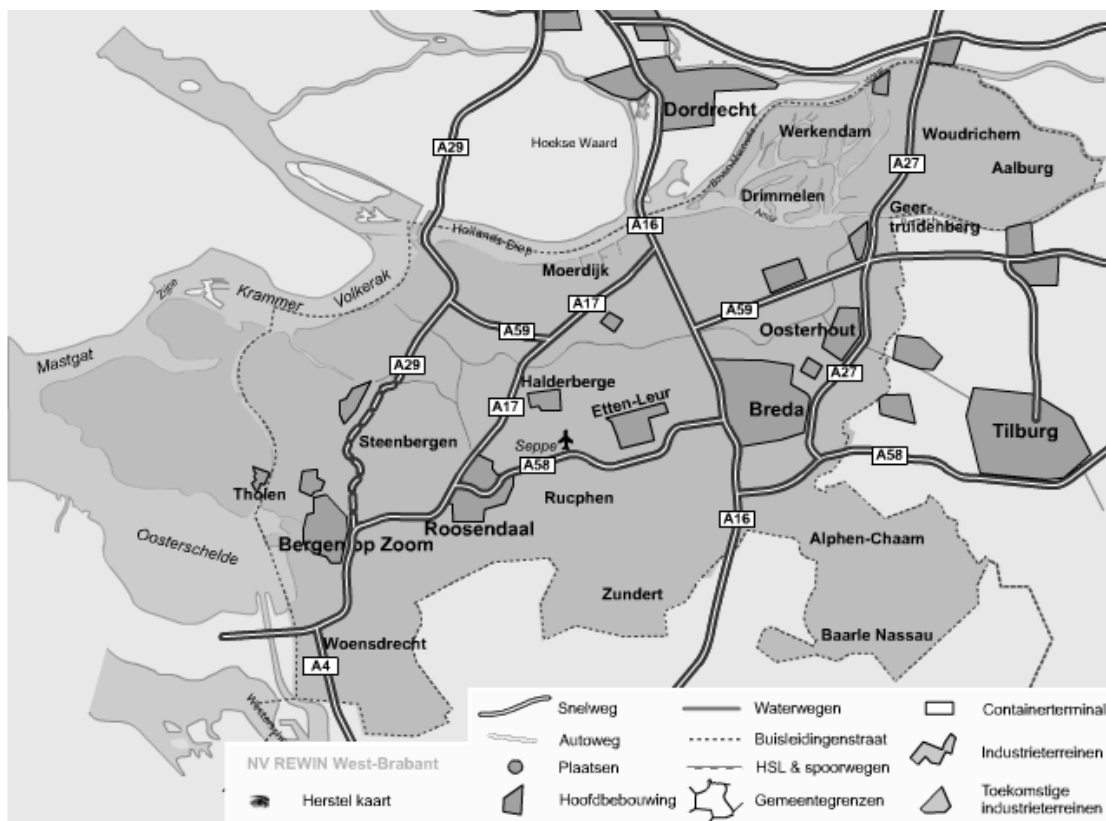 Dordrecht
Hoekse Waard
A29
Werkendam
Woudrichem
A27
Aalburg
Drimmelen
Geer-
truidenberg
Amer
A16
Hollands Diep
Moerdijk
Zijpe
Krammer
Volkerak
A17
A59
A59
Oosterhout
Mastgat
A29
A27
Halderberge
A17
Etten-Leur
Breda
Steenbergen
Seppe
A58
A58
Tilburg
Tholen
Rucphen
Roosendaal
A16
Oosterschelde
Bergen op Zoom
Alphen-Chaam
Zundert
Woensdrecht
Baarle Nassau
A4
Snelweg
Waterwegen
Containerterminal
Autoweg
Buisleidingenstraat
Industrieterreinen
NV REWIN West-Brabant
Plaatsen
HSL & spoorwegen
Herstel kaart
Hoofdbebouwing
Gemeentegrenzen
Toekomstige
industrieterreinen